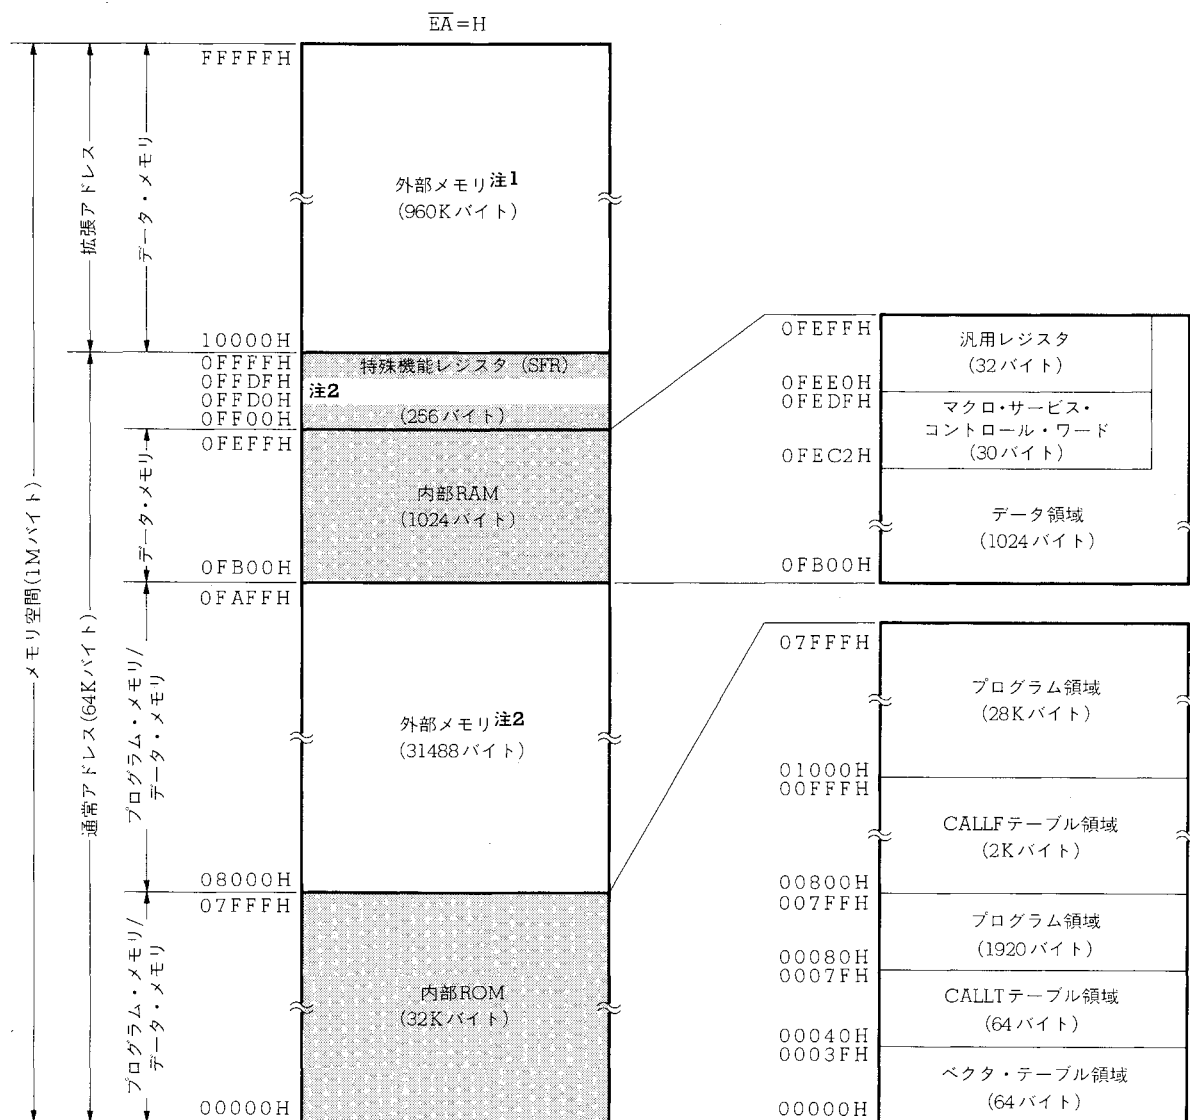 EA=H
FFFFFH
外部メモリ注1
(960Kバイト)
拡張アドレス
データ・メモリ
10000H
0FFFFH
特殊機能レジスタ (SFR)
0FFDFH
注2
0FFD0H
0FF00H
(256バイト)
0FEFFH
内部RAM
(1024バイト)
データ・メモリ
0FB00H
0FAFFH
メモリ空間(1Mバイト)
通常アドレス(64Kバイト)
プログラム・メモリ/
データ・メモリ
外部メモリ注2
(31488バイト)
08000H
07FFFH
プログラム・メモリ/
データ・メモリ
内部ROM
(32Kバイト)
00000H
0FEFFH
汎用レジスタ
(32バイト)
0FEE0H
0FEDFH
マクロ・サービス・
コントロール・ワード
(30バイト)
0FEC2H
データ領域
(1024バイト)
0FB00H
07FFFH
プログラム領域
(28Kバイト)
01000H
00FFFH
CALLFテーブル領域
(2Kバイト)
00800H
007FFH
プログラム領域
(1920バイト)
00080H
0007FH
CALLTテーブル領域
(64バイト)
00040H
0003FH
ベクタ・テーブル領域
(64バイト)
00000H